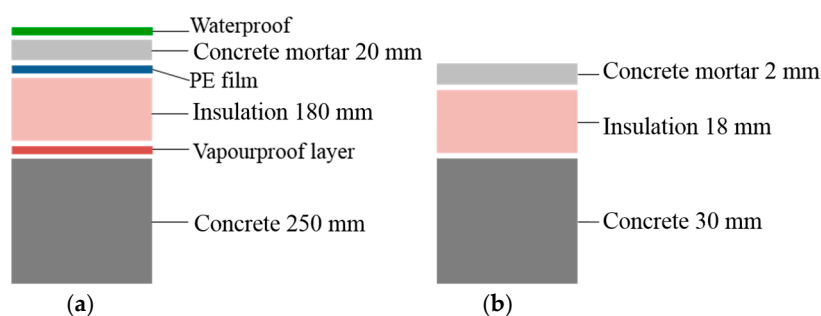 Waterproof
Concrete mortar 20 mm
PE film
Insulation 180 mm
Vapourproof layer
Concrete 250 mm
(a)
Concrete mortar 2 mm
Insulation 18 mm
Concrete 30 mm
(b)